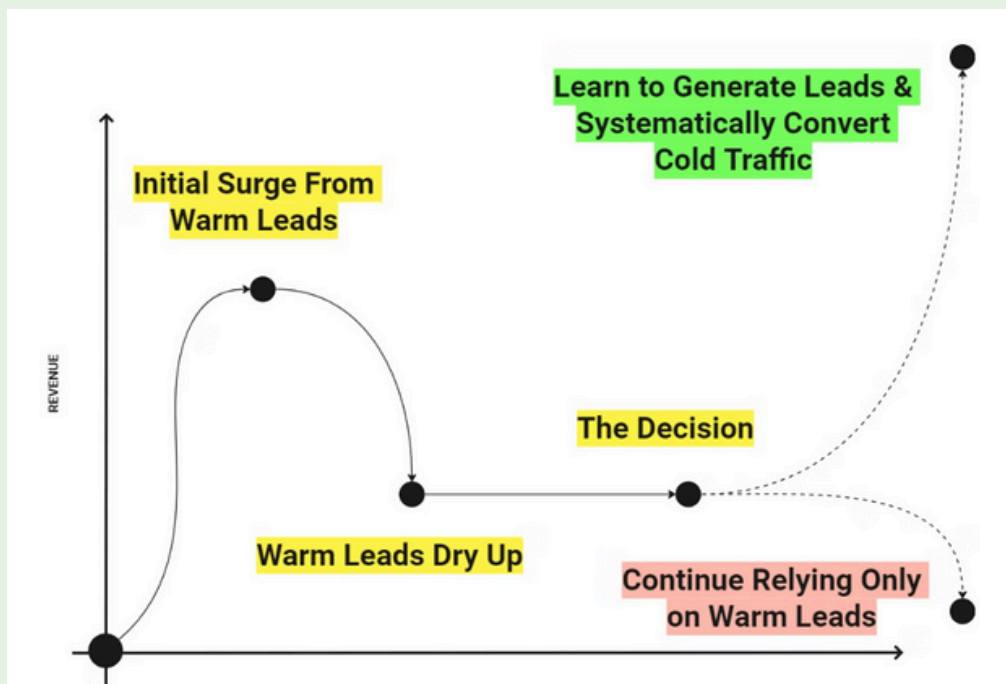 Learn to Generate Leads &
Systematically Convert
Cold Traffic
Initial Surge From
Warm Leads
REVENUE
The Decision
Warm Leads Dry Up
Continue Relying Only
on Warm Leads